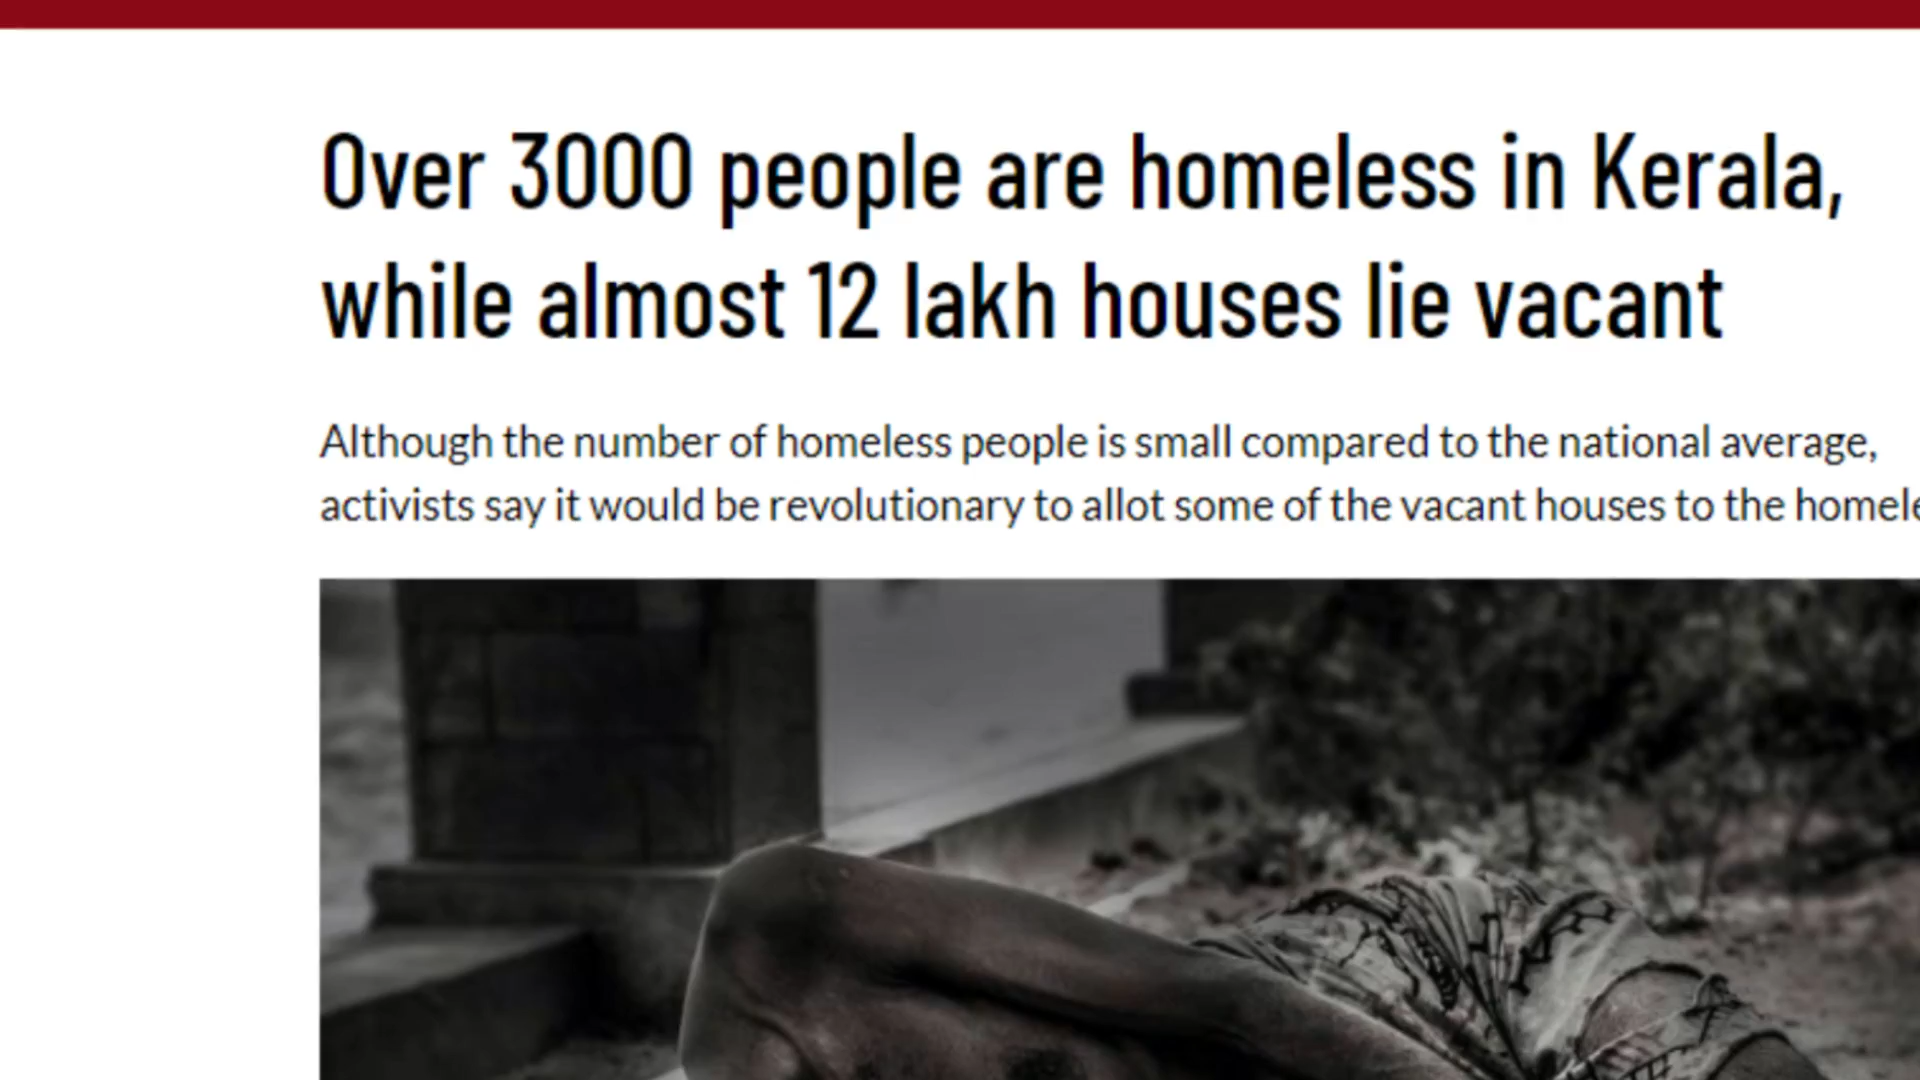 Over 3000 people are homeless in Kerala,
while almost 12 lakh houses lie vacant
Although the number of homeless people is small compared to the national average,
activists say it would be revolutionary to allot some of the vacant houses to the